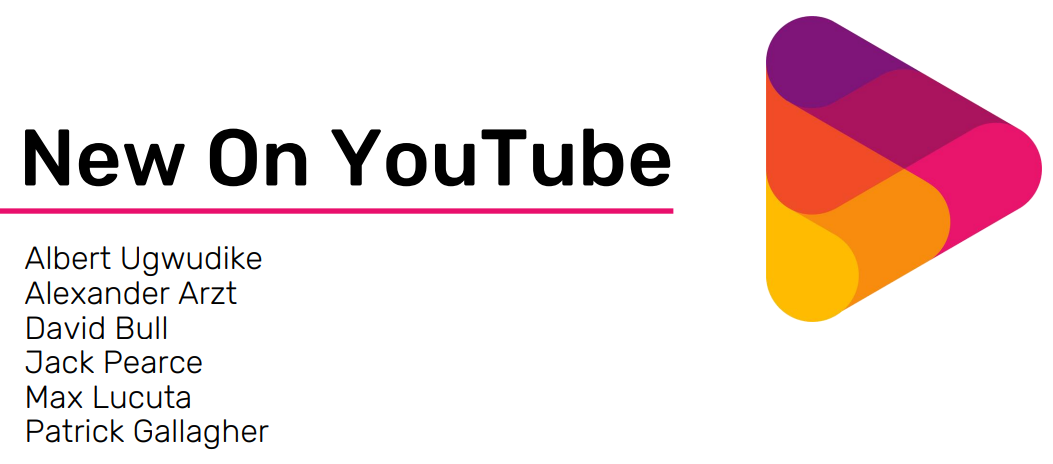 New On YouTube
Albert Ugwudike
Alexander Arzt
David Bull
Jack Pearce
Max Lucuta
Patrick Gallagher